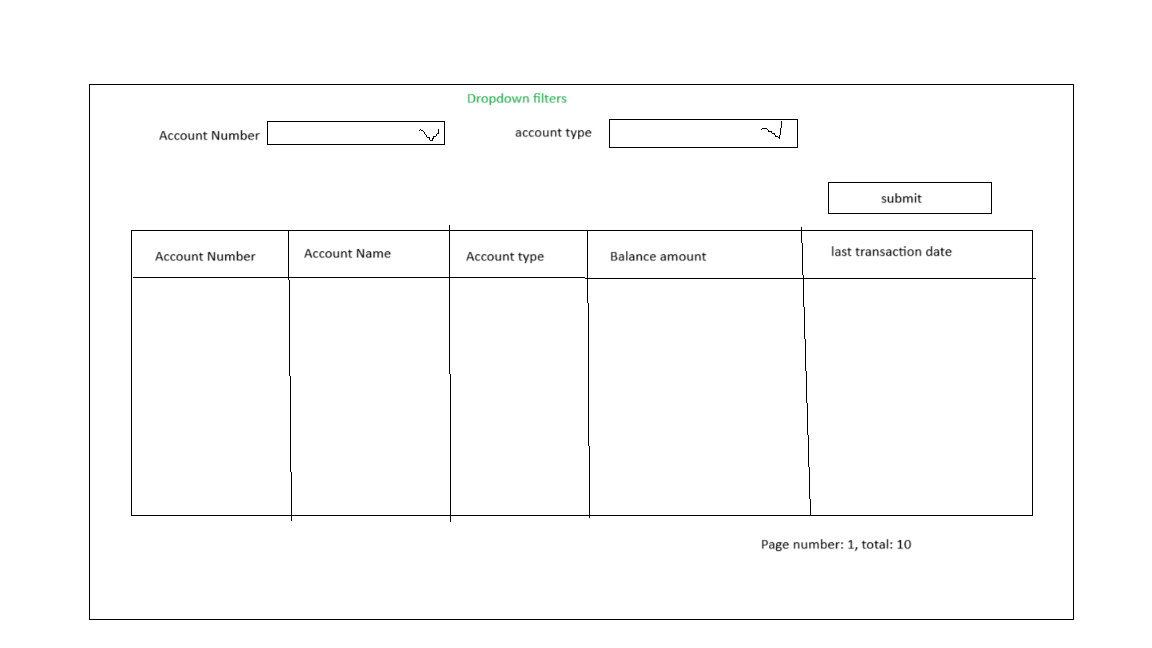 Dropdown filters
Account Number
account type
submit
Account Number
Account Name
Account type
Balance amount
last transaction date
Page number: 1, total: 10